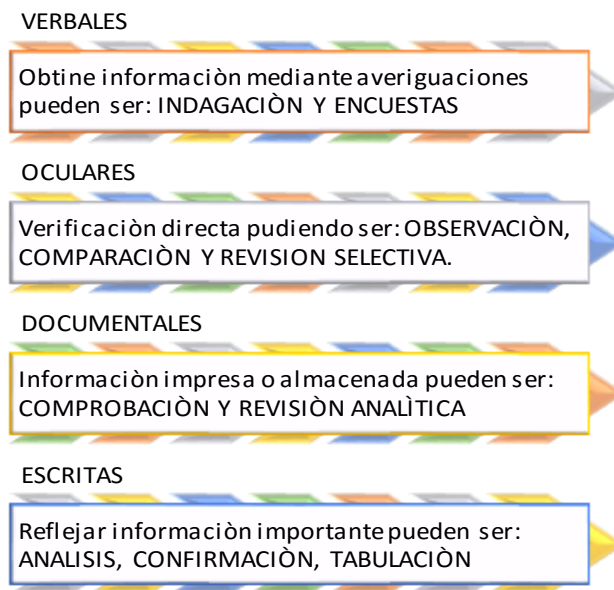 VERBALES
Obtine informaciòn mediante averiguaciones
pueden ser: INDAGACIÒN Y ENCUESTAS
OCULARES
Verificaciòn directa pudiendo ser: OBSERVACIÒN,
COMPARACIÒN Y REVISION SELECTIVA.
DOCUMENTALES
Informaciòn impresa o almacenada pueden ser:
COMPROBACIÒN Y REVISIÒN ANALÌTICA
ESCRITAS
Reflejar informaciòn importante pueden ser:
ANALISIS, CONFIRMACIÒN, TABULACIÒN